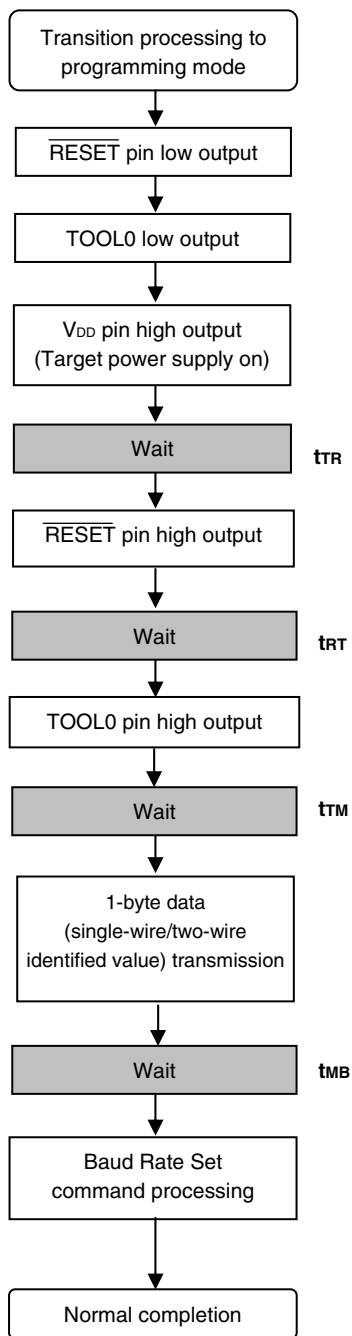 Transition processing to
programming mode
RESET pin low output
TOOL0 low output
VDD pin high output
(Target power supply on)
Wait
tTR
RESET pin high output
Wait
tRT
TOOL0 pin high output
Wait
tTM
1-byte data
(single-wire/two-wire
identified value) transmission
Wait
tMB
Baud Rate Set
command processing
Normal completion